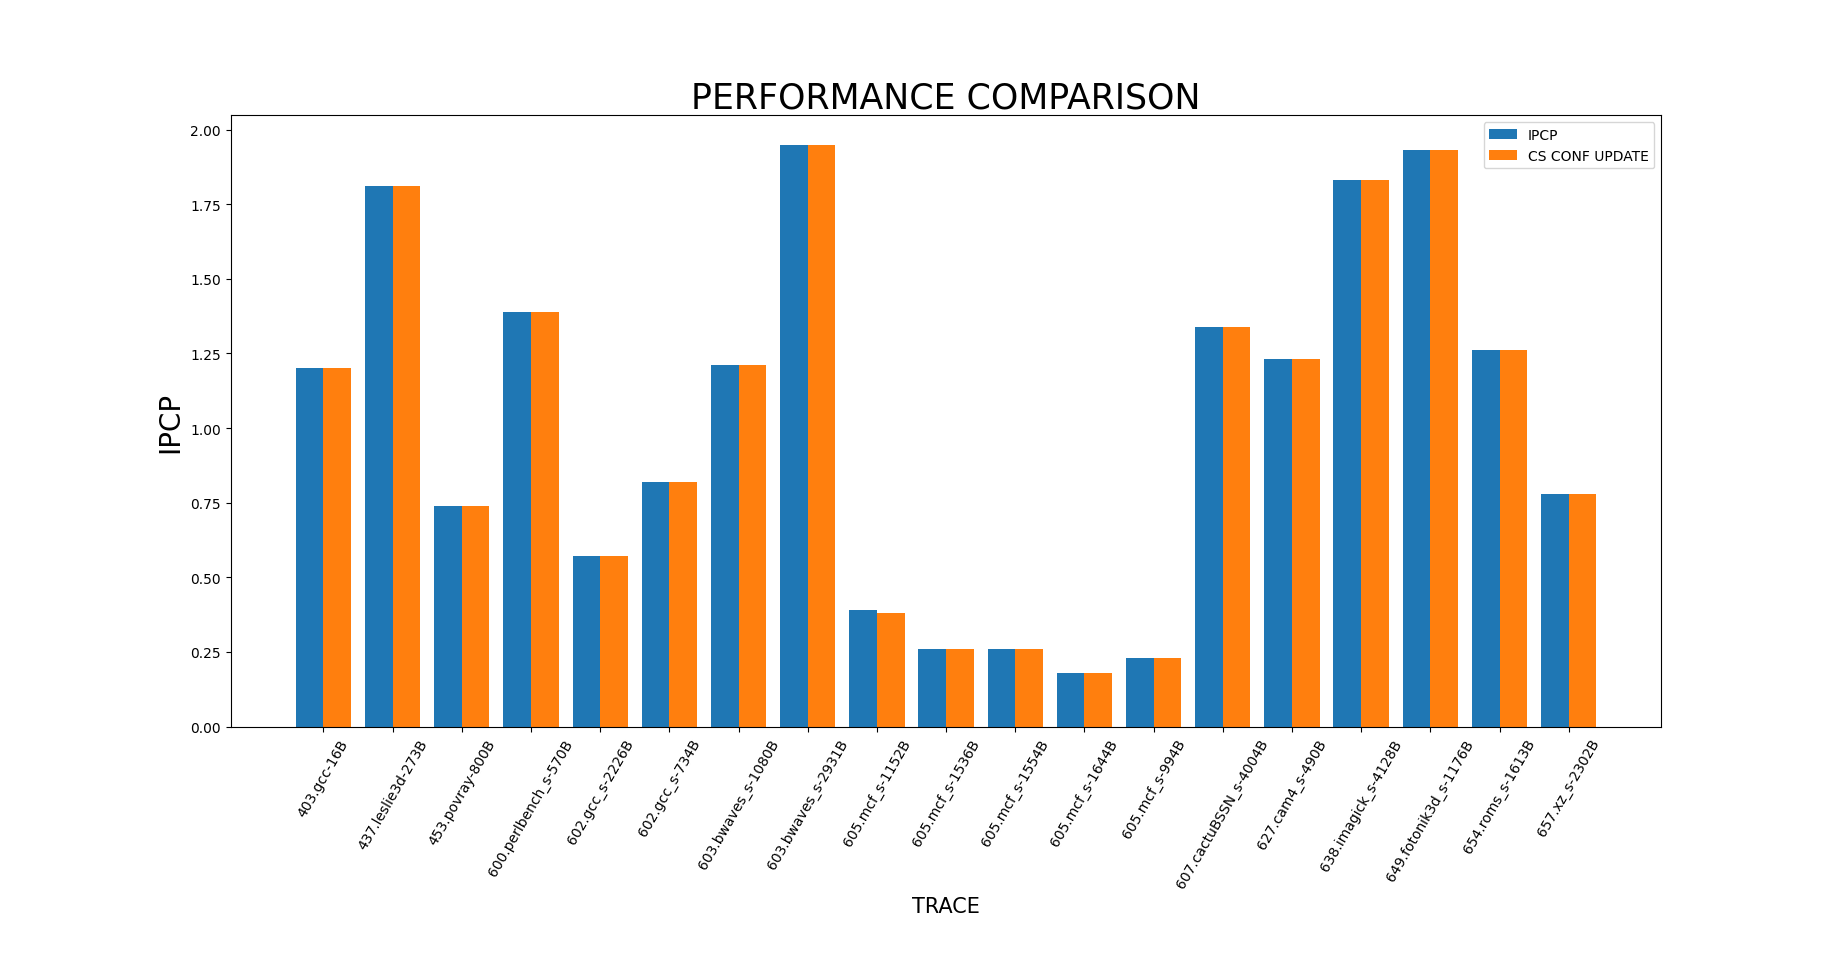 PERFORMANCE COMPARISON
IPCP
CS CONF UPDATE
2.00
1.75
1.50
1.25
1.00
0.75
0.50
0.25
0.00
IPCP
403.gcc-16B
437.leslie3d-273B
453.povray-800B
600.perlbench_s-570B
602.gcc_s-2226B
602.gcc_s-734B
603.bwaves_s-1080B
603.bwaves_s-2931B
605.mcf_s-1152B
605.mcf_s-1536B
605.mcf_s-1554B
605.mcf_s-1644B
605.mcf_s-994B
607.cactuBSSN_s-4004B
627.cam4_s-490B
638.imagick_s-4128B
649.fotonik3d_s-1176B
654.roms_s-1613B
657.xz_s-2302B
TRACE